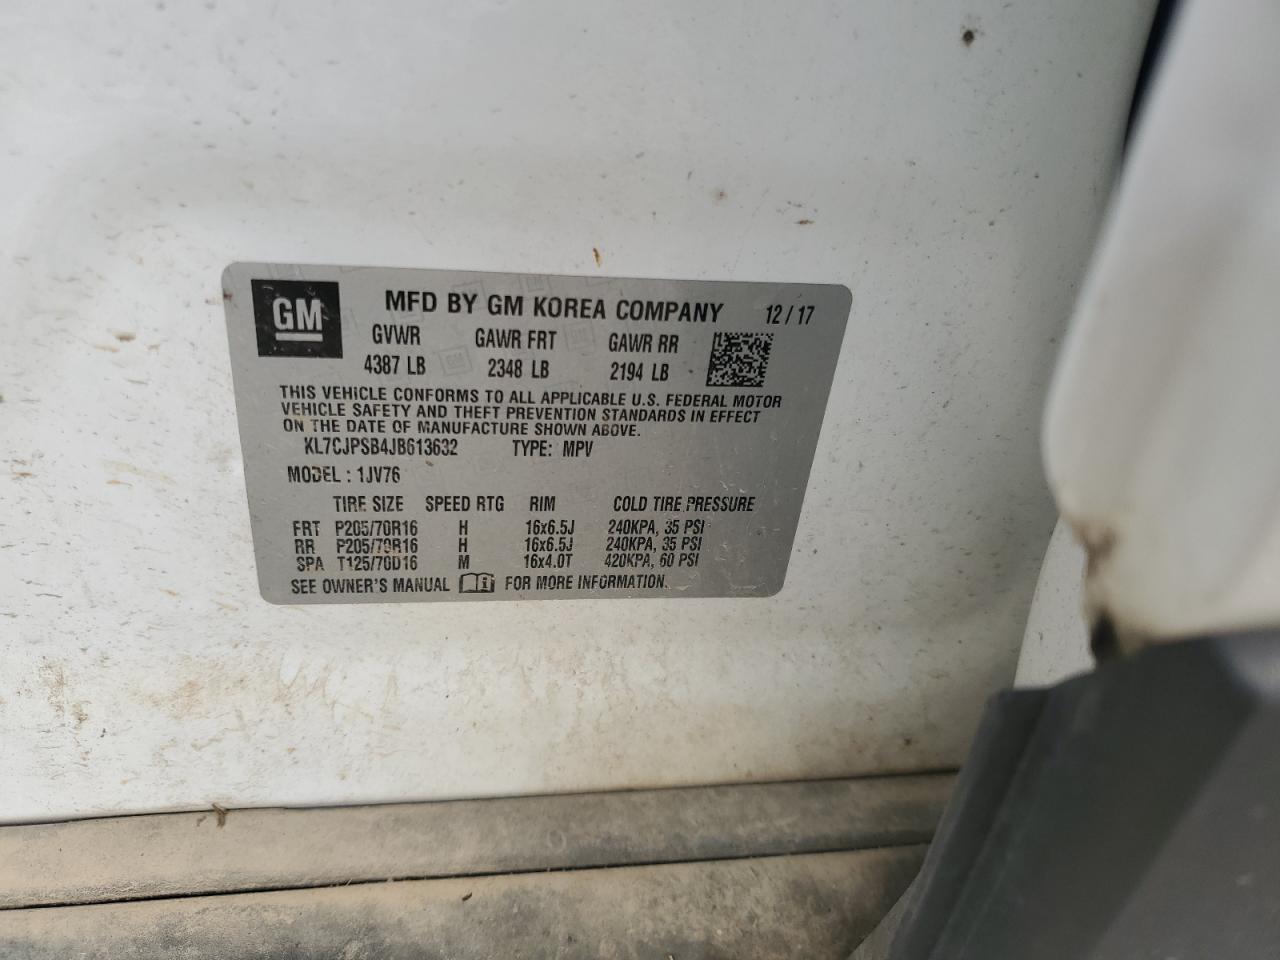 GM MFD BY GM KOREA COMPANY 12/17
GVWR GAWR FRT GAWR RR
4387 LB 2348 LB 2194 LB
THIS VEHICLE CONFORMS TO ALL APPLICABLE U.S. FEDERAL MOTOR
VEHICLE SAFETY AND THEFT PREVENTION STANDARDS IN EFFECT
ON THE DATE OF MANUFACTURE SHOWN ABOVE.
KL7CJPSB4JB613632 TYPE: MPV
MODEL : 1JV76
TIRE SIZE SPEED RTG RIM COLD TIRE PRESSURE
FRT P205/70R16 H 16x6.5J 240KPA, 35 PSI
RR P205/70R16 H 16x6.5J 240KPA, 35 PSI
SPA T125/70D16 M 16x4.0T 420KPA, 60 PSI
SEE OWNER'S MANUAL FOR MORE INFORMATION.